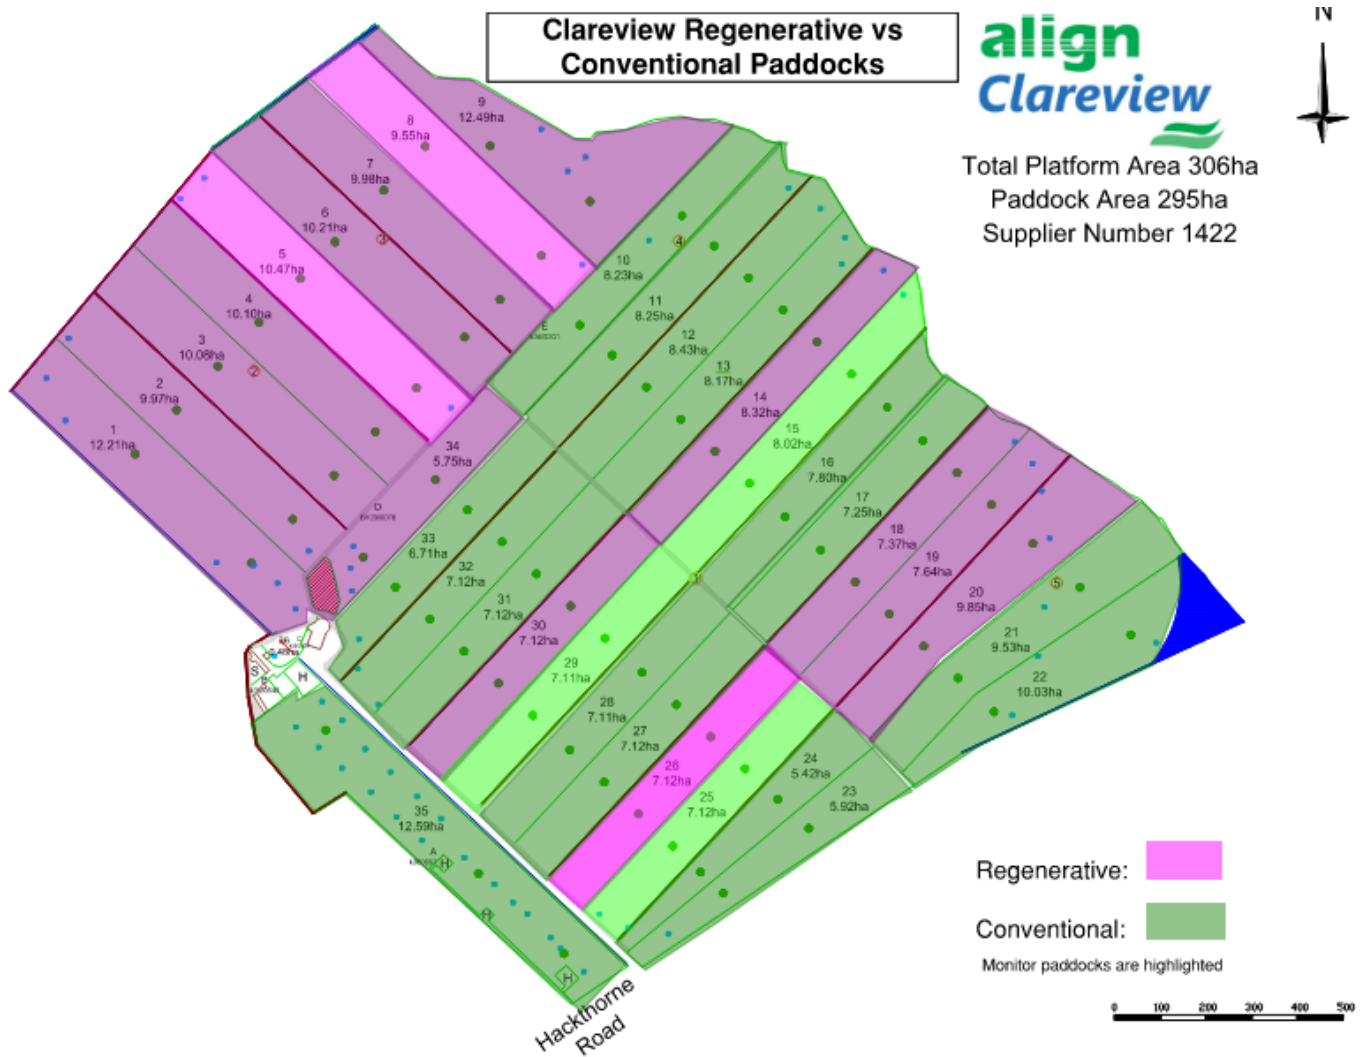 Clareview Regenerative vs
Conventional Paddocks
align
Clareview
N
Total Platform Area 306ha
Paddock Area 295ha
Supplier Number 1422
9
12.49ha
8
9.55ha
7
9.98ha
6
10.21ha
3
5
10.47ha
4
10.10ha
3
10.08ha
2
2
9.97ha
1
12.21ha
4
10
8.23ha
11
8.25ha
E
12
8.43ha
13
8.17ha
14
8.32ha
15
8.02ha
16
7.80ha
17
7.25ha
18
7.37ha
19
7.64ha
20
9.85ha
5
21
9.53ha
22
10.03ha
34
5.75ha
D
33
6.71ha
32
7.12ha
31
7.12ha
30
7.12ha
29
7.11ha
28
7.11ha
27
7.12ha
26
7.12ha
25
7.12ha
24
5.42ha
23
5.92ha
1
S
H
35
12.59ha
A
H
H
H
Hackthorne
Road
Regenerative:
Conventional:
Monitor paddocks are highlighted
0 100 200 300 400 500